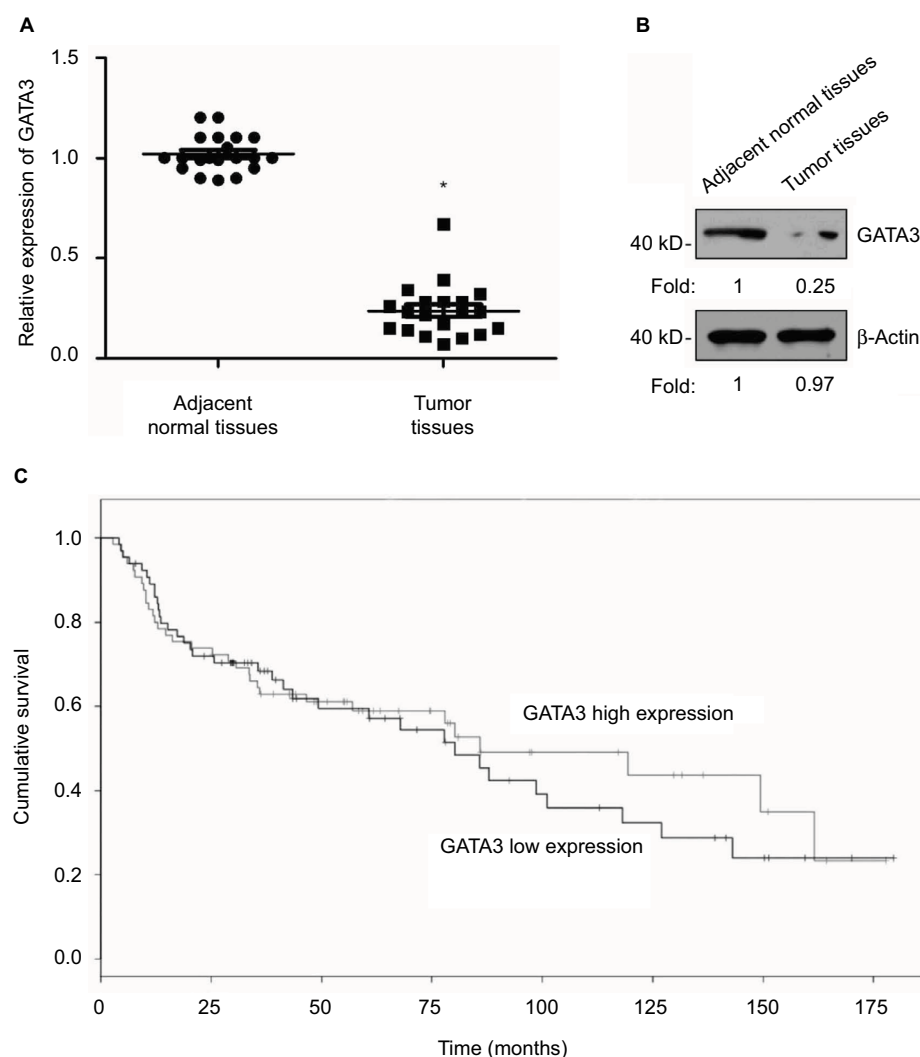 A
Relative expression of GATA3
1.5
1.0
0.5
0.0
*
Adjacent
normal tissues
Tumor
tissues
B
Adjacent normal tissues
Tumor tissues
40 kD-
GATA3
Fold: 1 0.25
40 kD-
β-Actin
Fold: 1 0.97
C
Cumulative survival
1.0
0.8
0.6
0.4
0.2
0.0
GATA3 high expression
GATA3 low expression
0 25 50 75 100 125 150 175
Time (months)